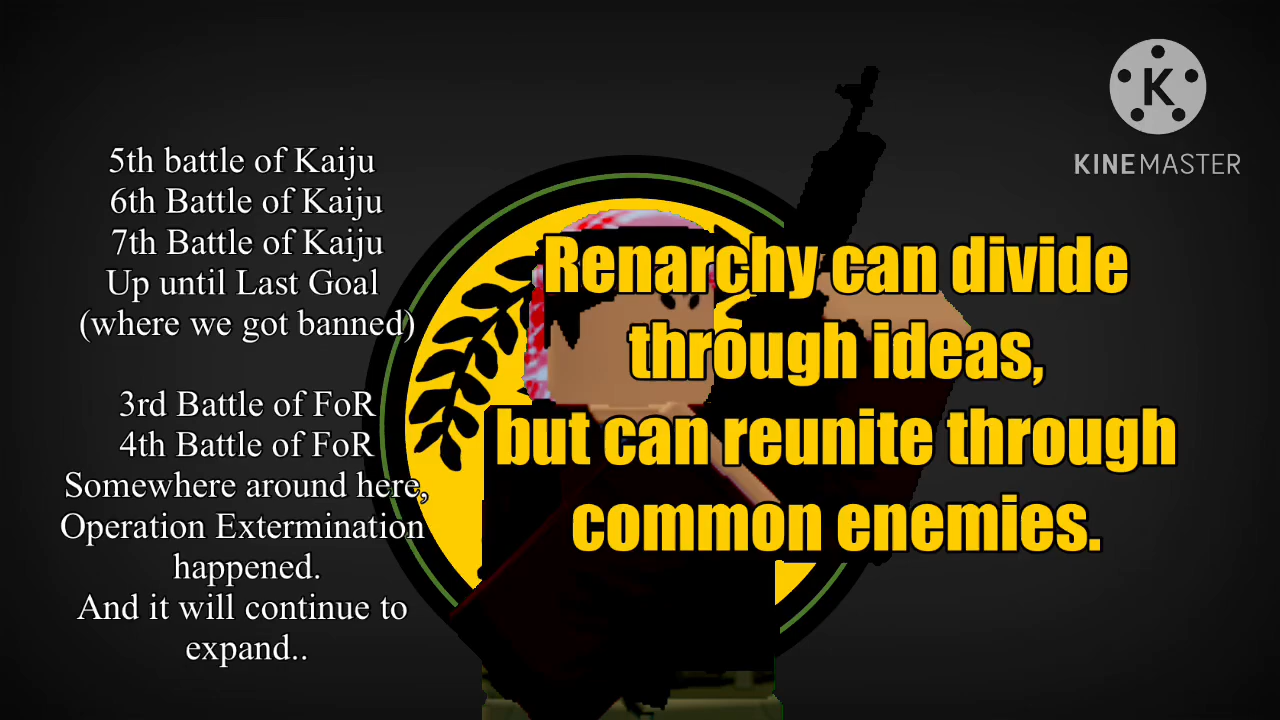 5th battle of Kaiju
6th Battle of Kaiju
7th Battle of Kaiju
Up until Last Goal
(where we got banned)
3rd Battle of FoR
4th Battle of FoR
Somewhere around here,
Operation Extermination
happened.
And it will continue to
expand..
Renarchy can divide
through ideas,
but can reunite through
common enemies.
K
KINEMASTER